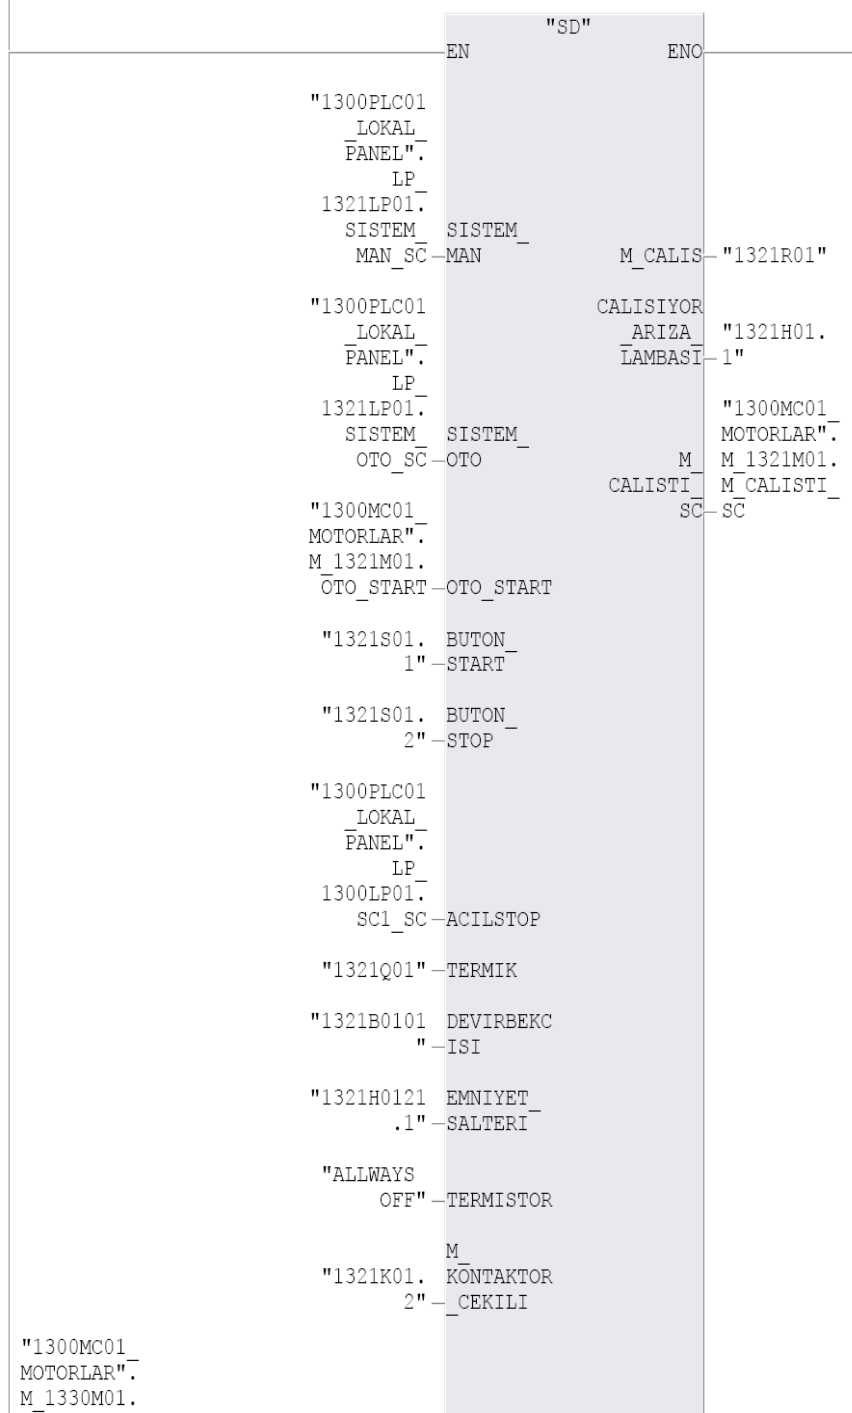 "SD"
EN ENO
"1300PLC01
_LOKAL_
PANEL".
LP_
1321LP01.
SISTEM_ SISTEM_
MAN_SC MAN M_CALIS "1321R01"
"1300PLC01 CALISIYOR
_LOKAL_ _ARIZA_ "1321H01.
PANEL". LAMBASI 1"
LP_
1321LP01. "1300MC01_
SISTEM_ SISTEM_ MOTORLAR".
OTO_SC OTO M_ M_1321M01.
CALISTI_ M_CALISTI_
"1300MC01_ SC SC
MOTORLAR".
M_1321M01.
OTO_START OTO_START
"1321S01. BUTON_
1" START
"1321S01. BUTON_
2" STOP
"1300PLC01
_LOKAL_
PANEL".
LP_
1300LP01.
SC1_SC ACILSTOP
"1321Q01" TERMIK
"1321B0101 DEVIRBEKC
" ISI
"1321H0121 EMNIYET_
.1" SALTERI
"ALLWAYS
OFF" TERMISTOR
M_
"1321K01. KONTAKTOR
2" _CEKILI
"1300MC01_
MOTORLAR".
M_1330M01.